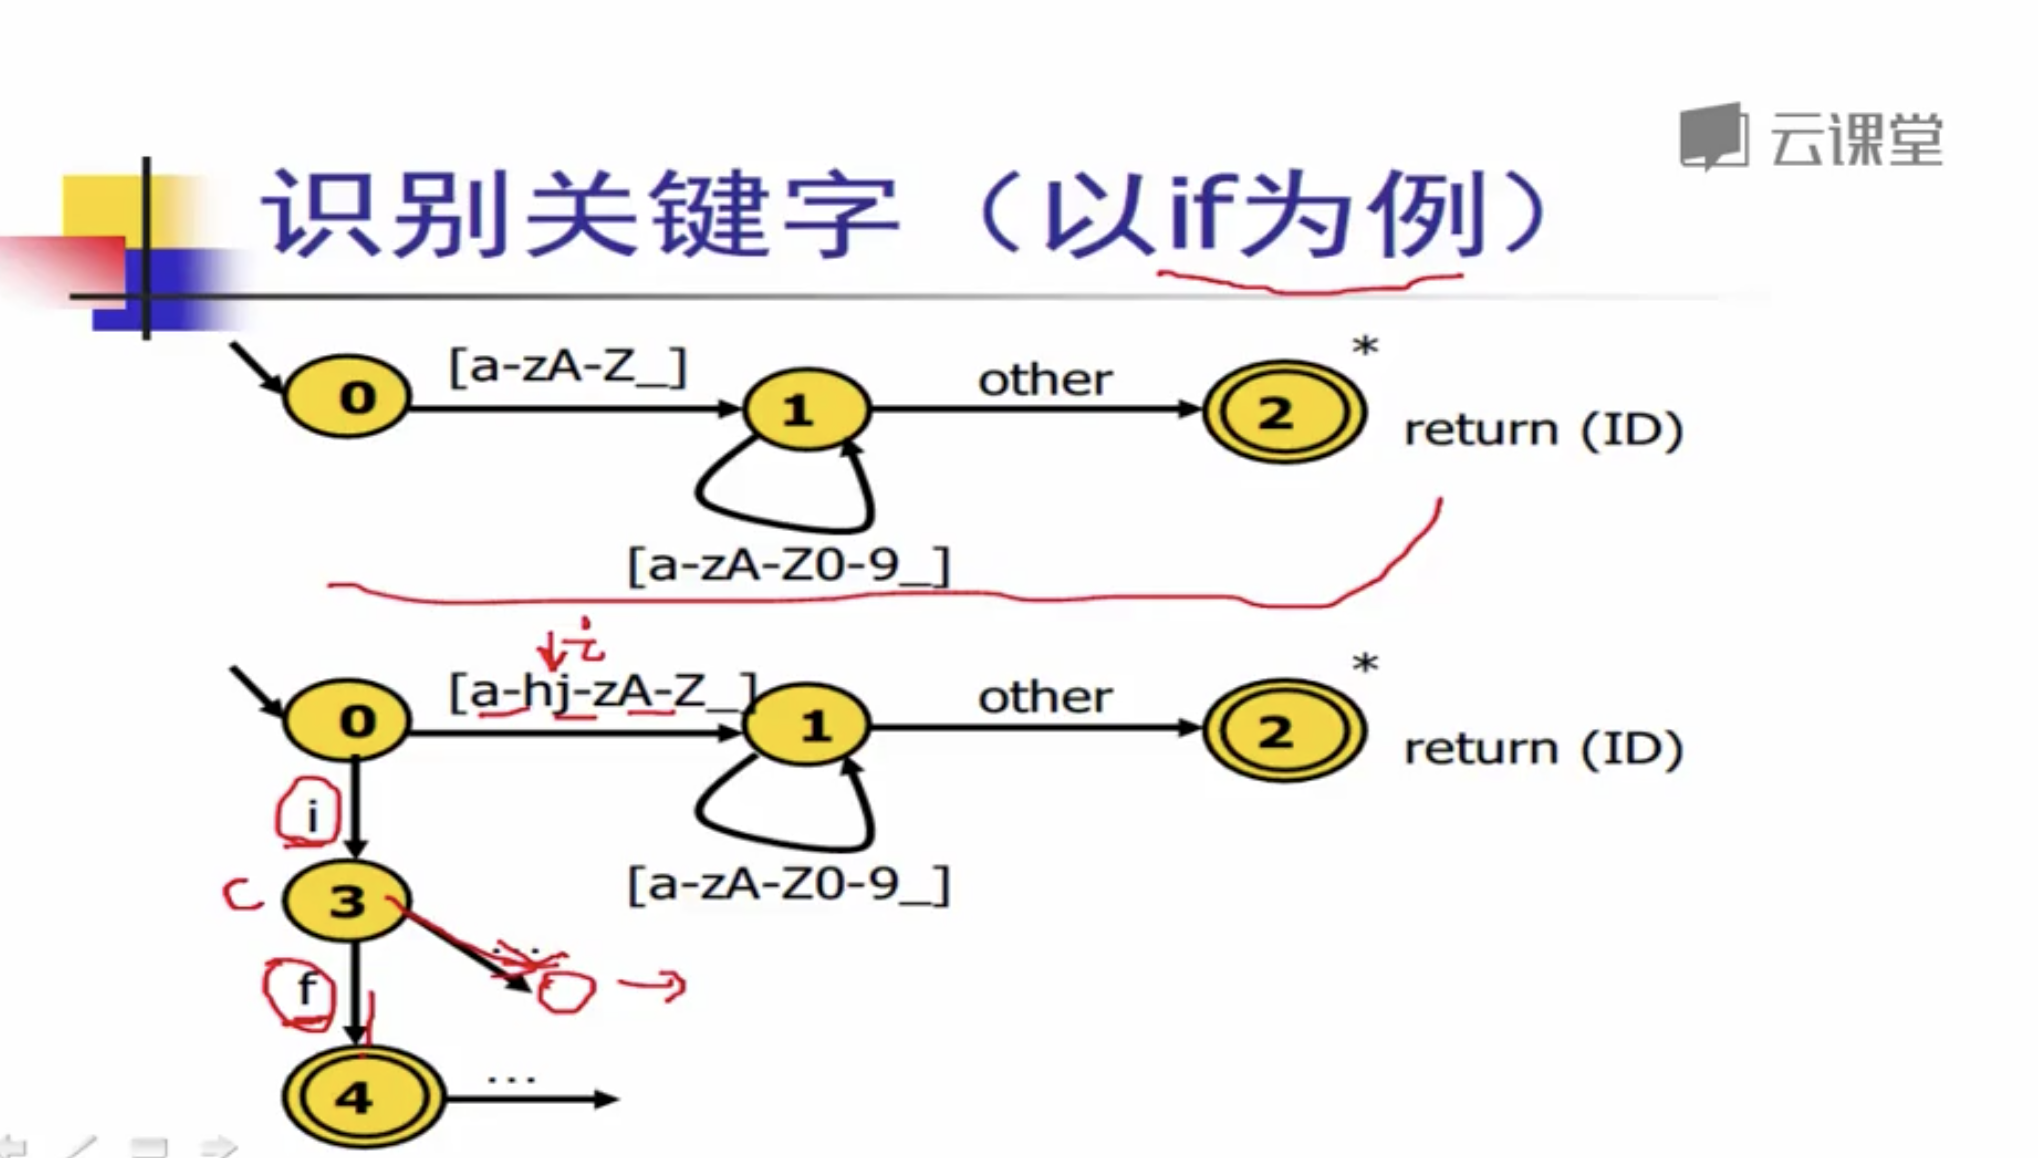 云课堂
识别关键字（以if为例）
*
[a-zA-Z_]
other
0
1
2
return (ID)
[a-zA-Z0-9_]
i
*
[a-hj-zA-Z_]
other
0
1
2
return (ID)
i
[a-zA-Z0-9_]
c
3
...
f
4
...